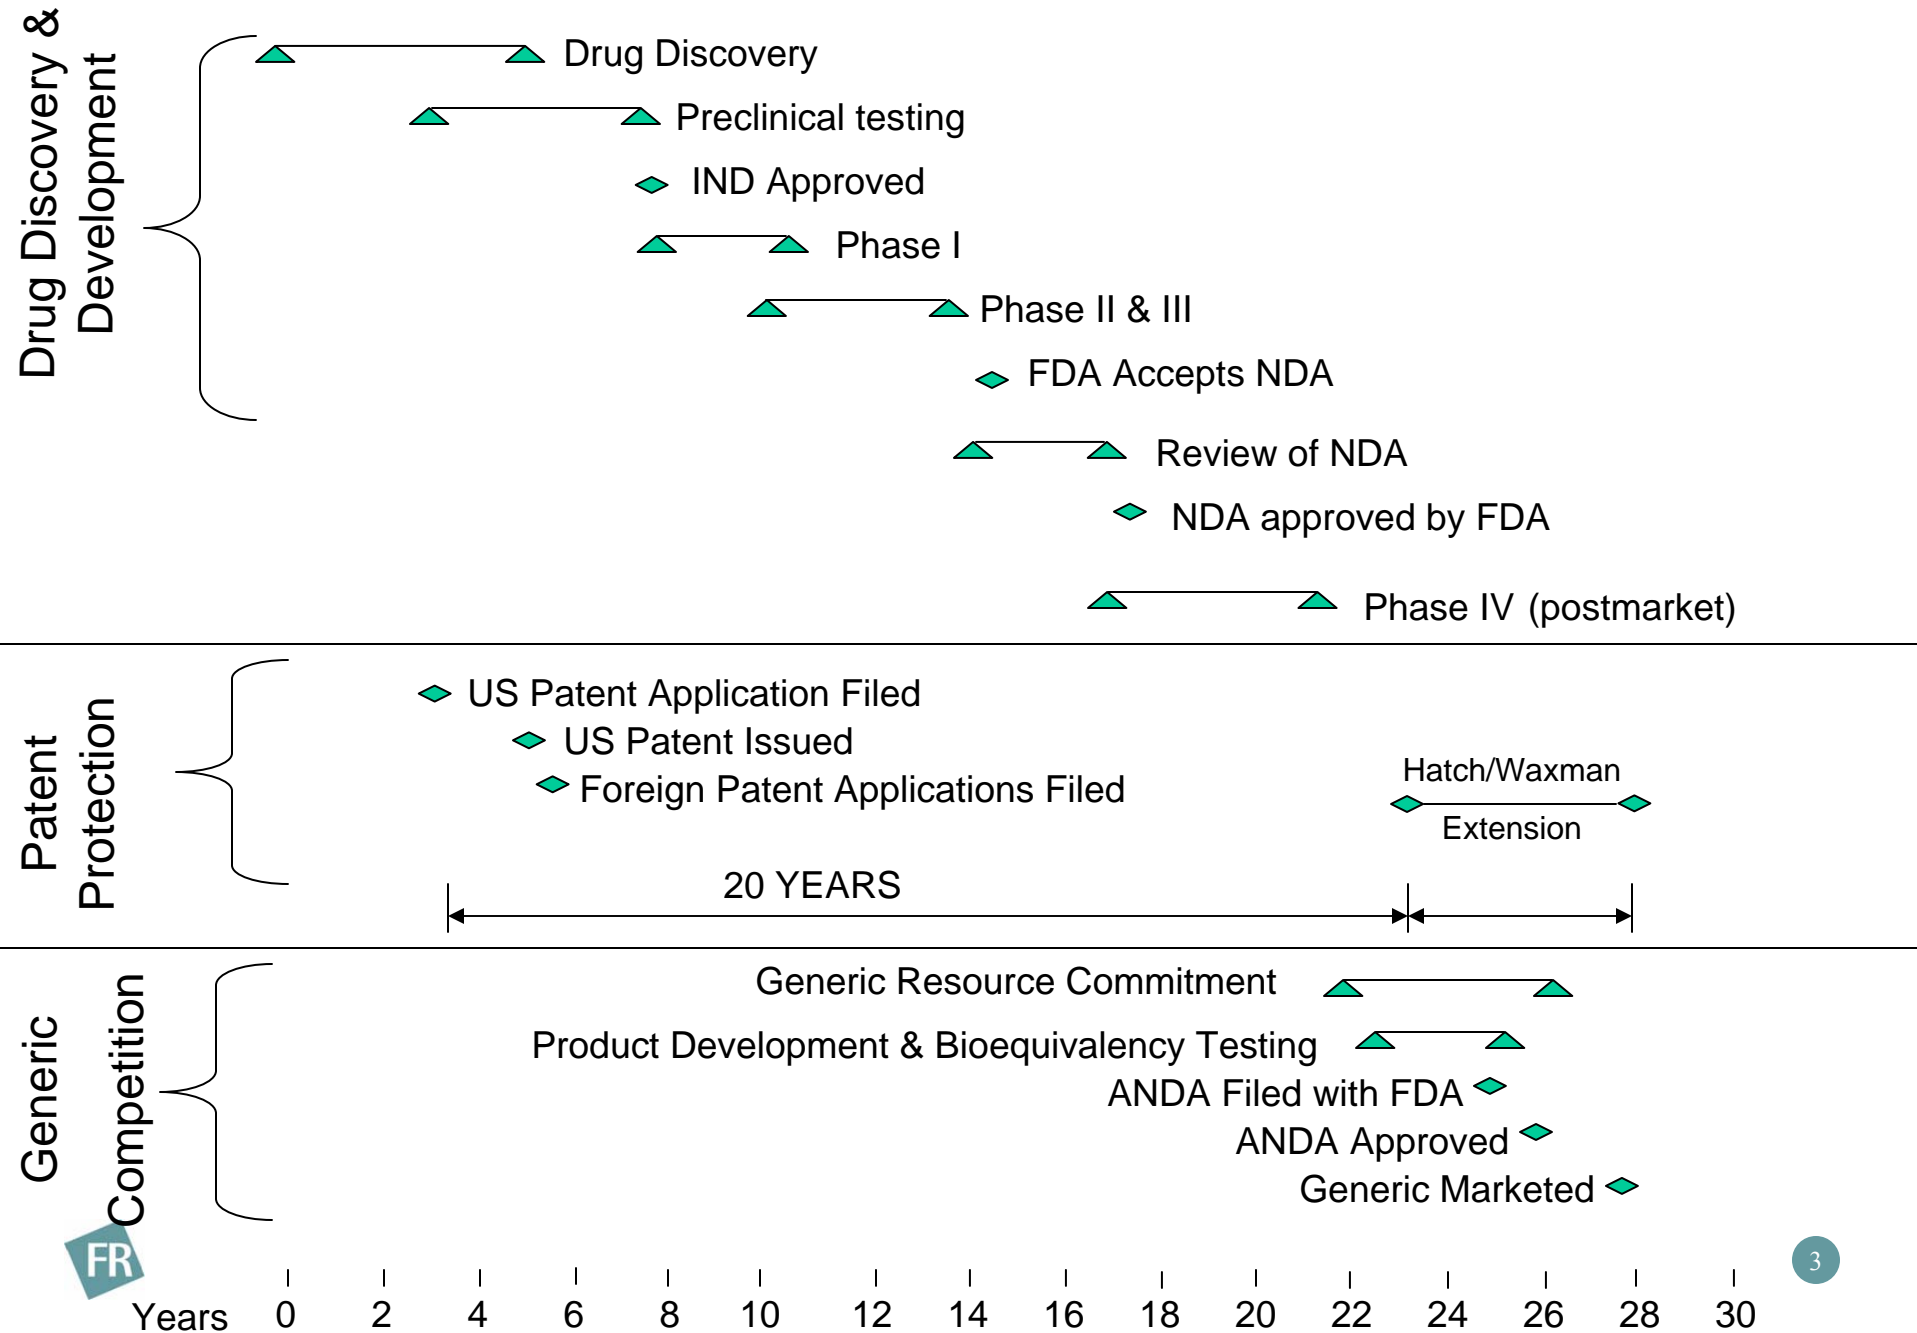 Drug Discovery &
Development
Drug Discovery
Preclinical testing
IND Approved
Phase I
Phase II & III
FDA Accepts NDA
Review of NDA
NDA approved by FDA
Phase IV (postmarket)
Patent
Protection
US Patent Application Filed
US Patent Issued
Foreign Patent Applications Filed
Hatch/Waxman
Extension
20 YEARS
Generic
Competition
Generic Resource Commitment
Product Development & Bioequivalency Testing
ANDA Filed with FDA
ANDA Approved
Generic Marketed
FR
3
Years 0 2 4 6 8 10 12 14 16 18 20 22 24 26 28 30